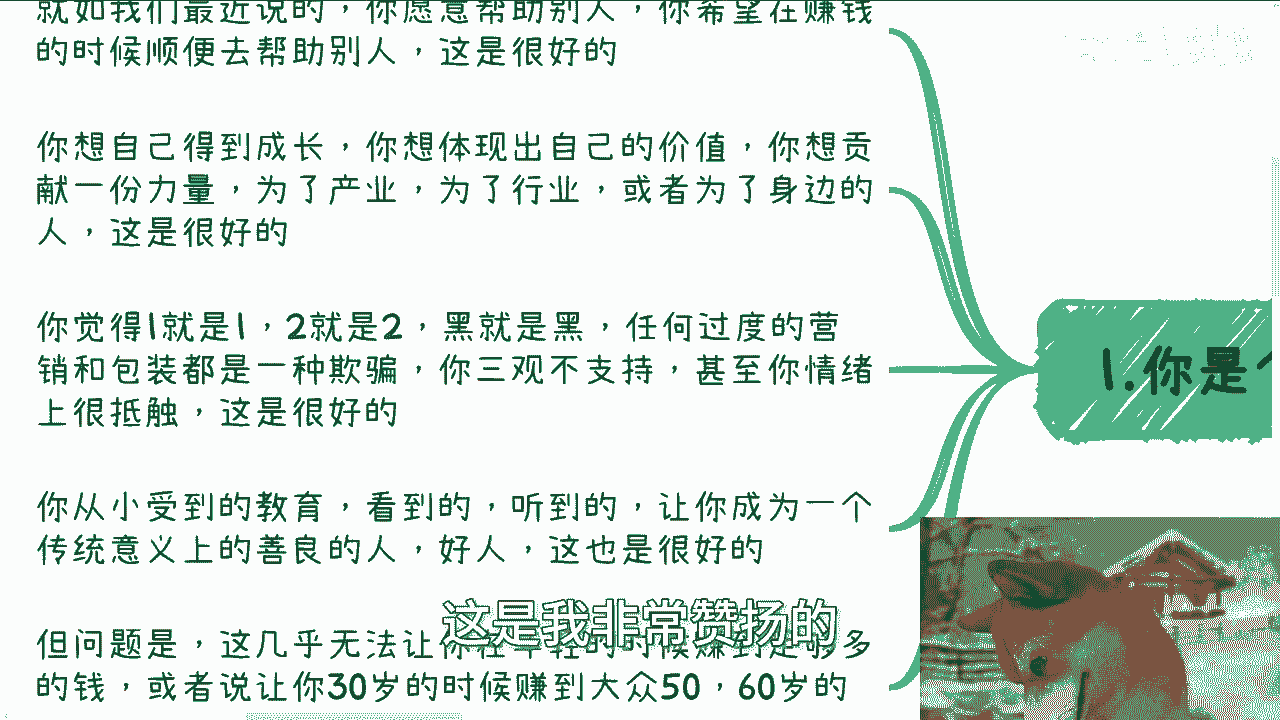 就如我们最近说的，你愿意帮助别人，你希望在赚钱
的时候顺便去帮助别人，这是很好的
你想自己得到成长，你想体现出自己的价值，你想贡
献一份力量，为了产业，为了行业，或者为了身边的
人，这是很好的
你觉得1就是1，2就是2，黑就是黑，任何过度的营
销和包装都是一种欺骗，你三观不支持，甚至你情绪
上很抵触，这是很好的
你从小受到的教育，看到的，听到的，让你成为一个
传统意义上的善良的人，好人，这也是很好的
但问题是，这几乎无法让你在年轻的时候赚到足够多
的钱，或者说让你30岁的时候赚到大众50，60岁的
1.你是个
这是我非常赞扬的